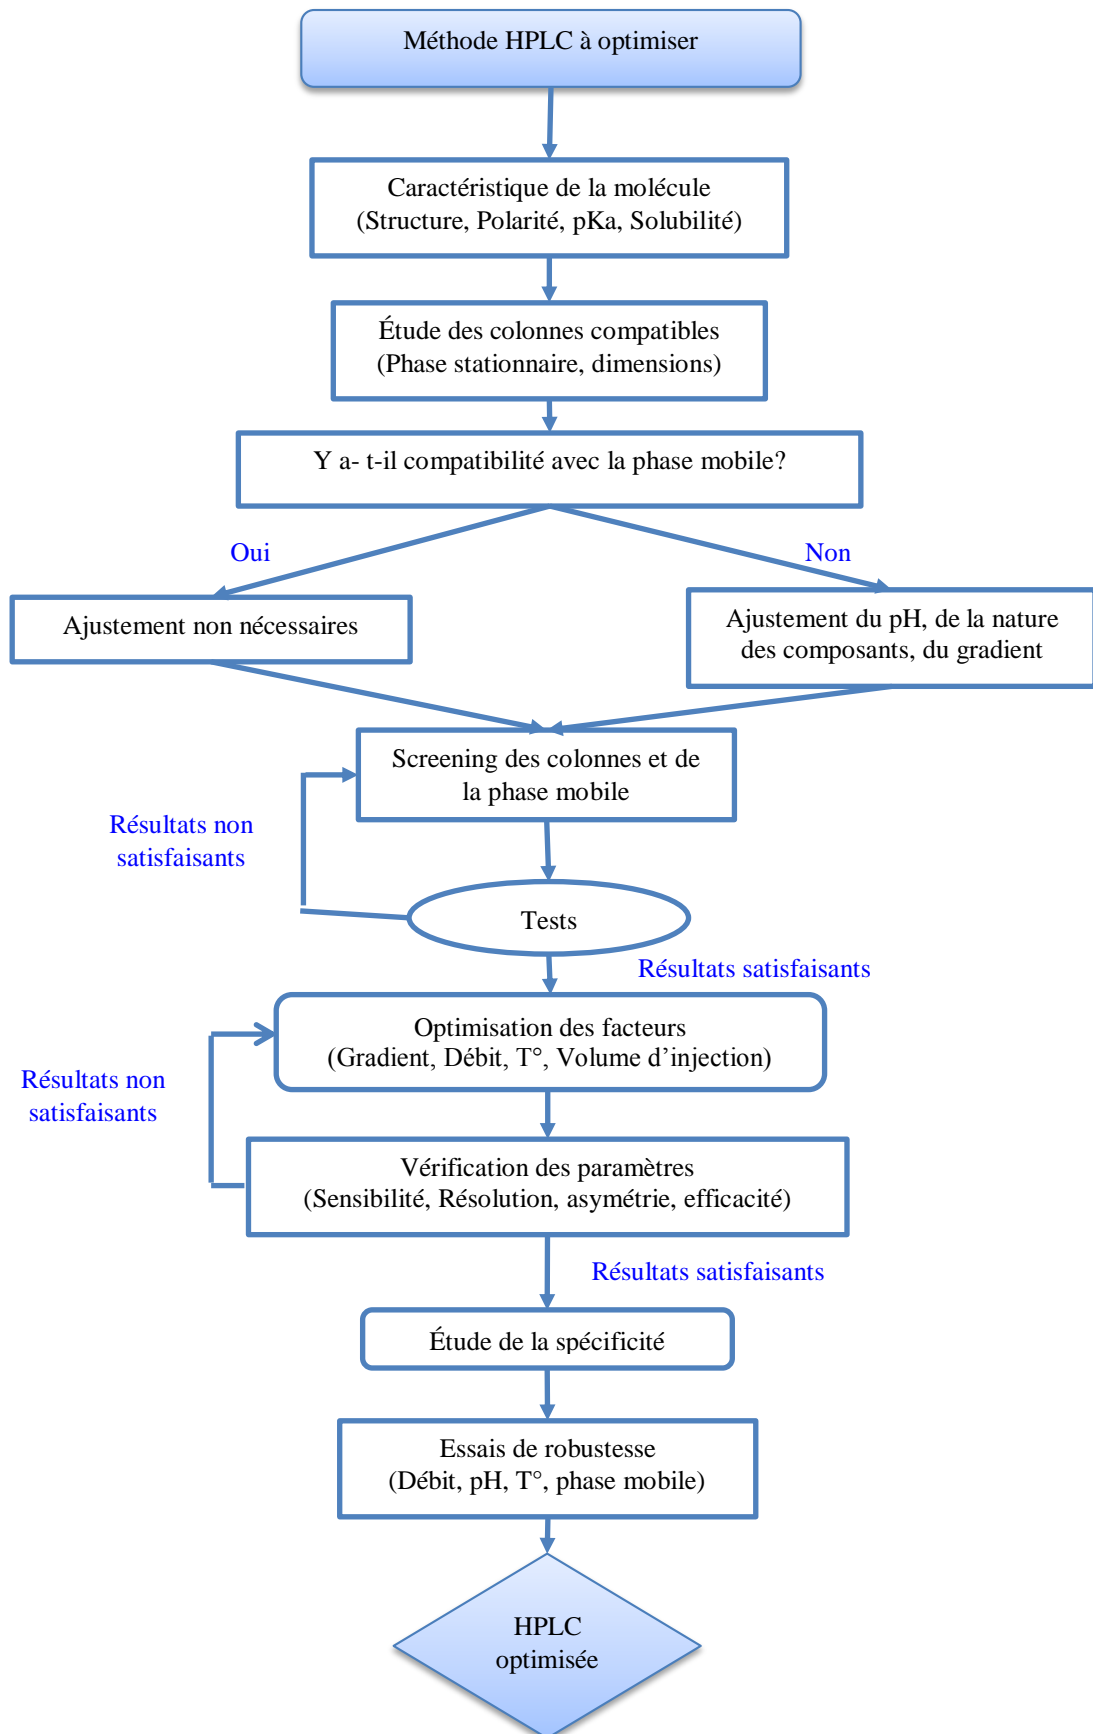 Méthode HPLC à optimiser
Caractéristique de la molécule
(Structure, Polarité, pKa, Solubilité)
Étude des colonnes compatibles
(Phase stationnaire, dimensions)
Y a- t-il compatibilité avec la phase mobile?
Oui
Non
Ajustement non nécessaires
Ajustement du pH, de la nature
des composants, du gradient
Screening des colonnes et de
la phase mobile
Résultats non
satisfaisants
Tests
Résultats satisfaisants
Optimisation des facteurs
(Gradient, Débit, T°, Volume d’injection)
Résultats non
satisfaisants
Vérification des paramètres
(Sensibilité, Résolution, asymétrie, efficacité)
Résultats satisfaisants
Étude de la spécificité
Essais de robustesse
(Débit, pH, T°, phase mobile)
HPLC
optimisée